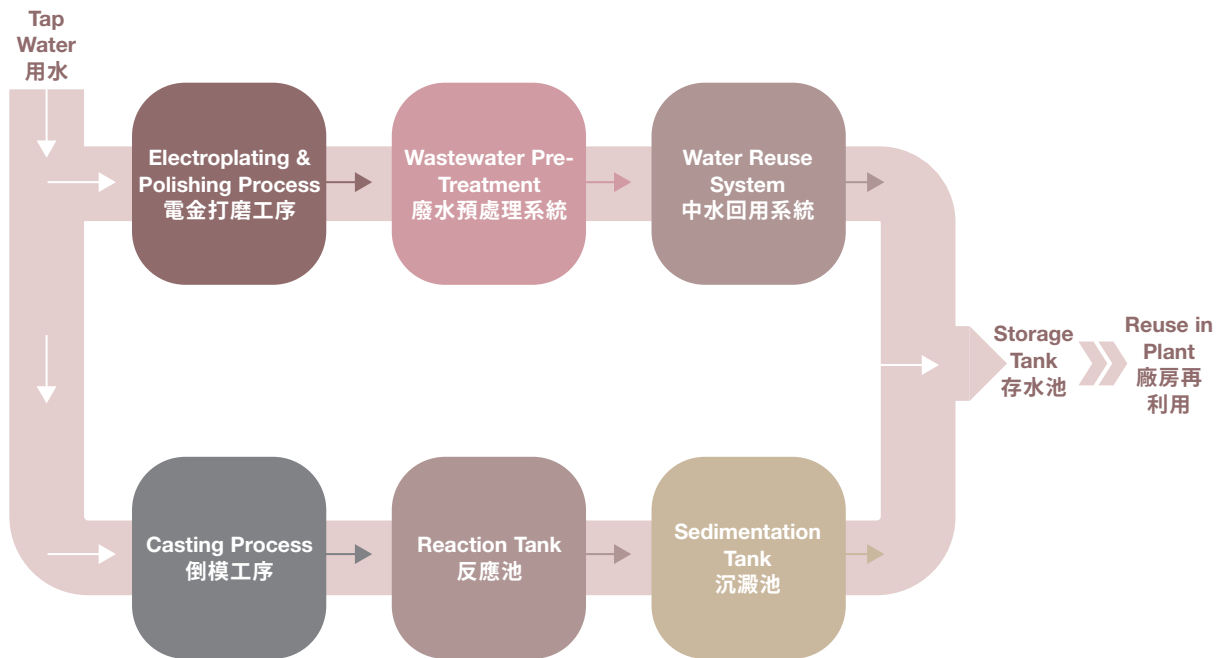 Tap
Water
用水
Electroplating &
Polishing Process
電金打磨工序
Wastewater Pre-
Treatment
廢水預處理系統
Water Reuse
System
中水回用系統
Storage
Tank
存水池
Reuse in
Plant
廠房再
利用
Casting Process
倒模工序
Reaction Tank
反應池
Sedimentation
Tank
沉澱池